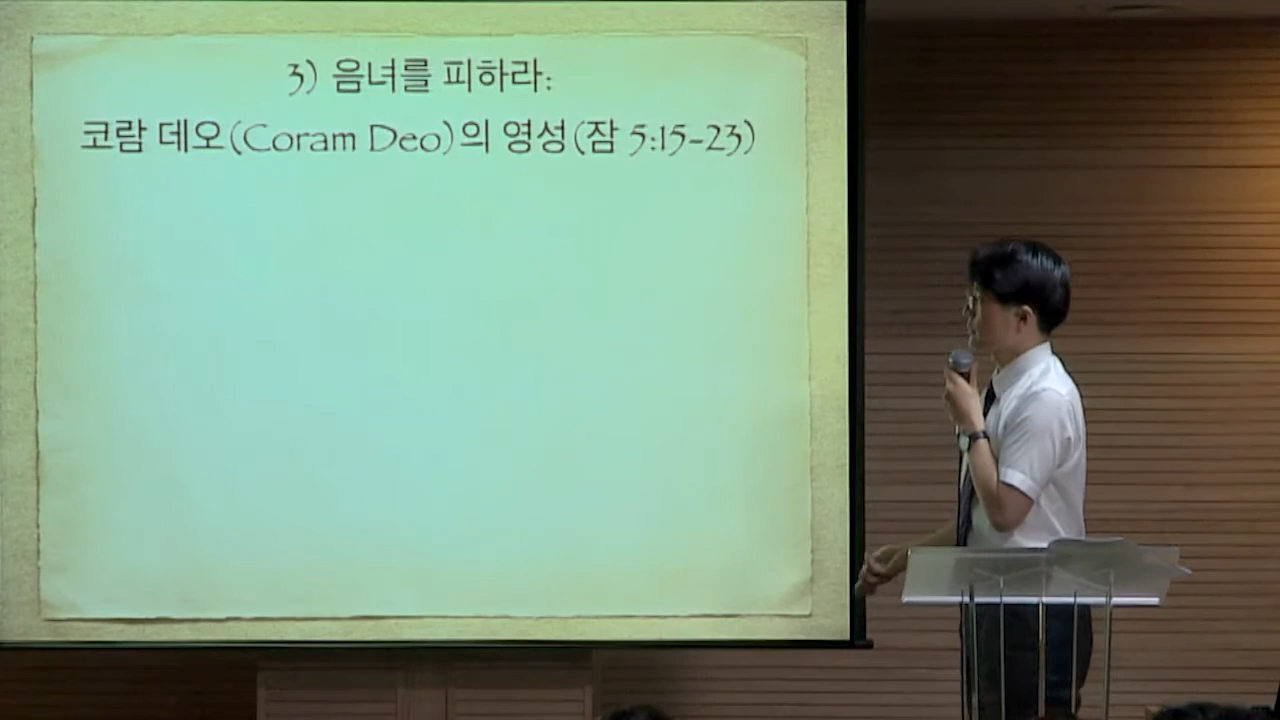 3) 음녀를 피하라:
코람 데오(Coram Deo)의 영성(잠 5:15-23)